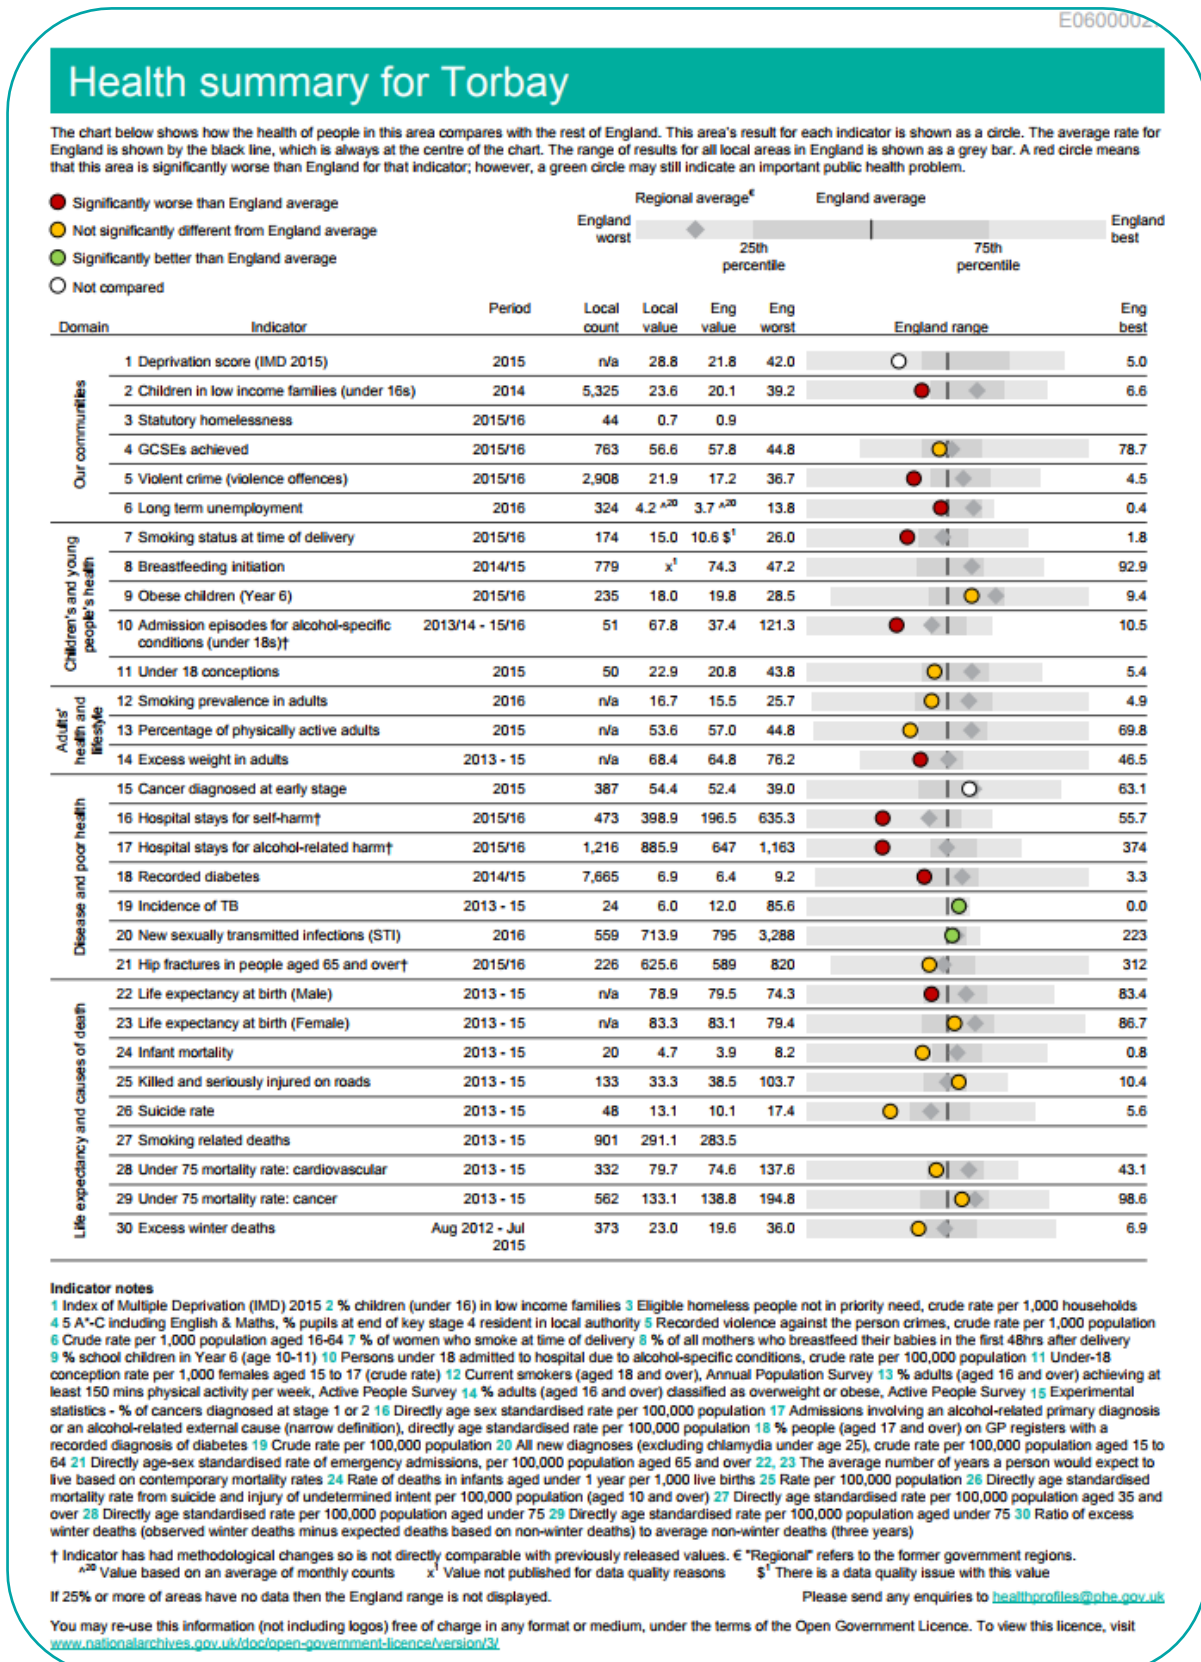 E0600002
Health summary for Torbay
The chart below shows how the health of people in this area compares with the rest of England. This area's result for each indicator is shown as a circle. The average rate for
England is shown by the black line, which is always at the centre of the chart. The range of results for all local areas in England is shown as a grey bar. A red circle means
that this area is significantly worse than England for that indicator; however, a green circle may still indicate an important public health problem.
Significantly worse than England average
Not significantly different from England average
Significantly better than England average
Not compared
Regional average€ England average
England worst
England best
25th percentile
75th percentile
Domain Indicator Period Local count Local value Eng value Eng worst England range Eng best
Our communities
1 Deprivation score (IMD 2015) 2015 n/a 28.8 21.8 42.0 5.0
2 Children in low income families (under 16s) 2014 5,325 23.6 20.1 39.2 6.6
3 Statutory homelessness 2015/16 44 0.7 0.9
4 GCSEs achieved 2015/16 763 56.6 57.8 44.8 78.7
5 Violent crime (violence offences) 2015/16 2,908 21.9 17.2 36.7 4.5
6 Long term unemployment 2016 324 4.2 ^20 3.7 ^20 13.8 0.4
Children's and young people's health
7 Smoking status at time of delivery 2015/16 174 15.0 10.6 $1 26.0 1.8
8 Breastfeeding initiation 2014/15 779 x1 74.3 47.2 92.9
9 Obese children (Year 6) 2015/16 235 18.0 19.8 28.5 9.4
10 Admission episodes for alcohol-specific 2013/14 - 15/16 51 67.8 37.4 121.3 10.5
conditions (under 18s)†
11 Under 18 conceptions 2015 50 22.9 20.8 43.8 5.4
Adults' health and lifestyle
12 Smoking prevalence in adults 2016 n/a 16.7 15.5 25.7 4.9
13 Percentage of physically active adults 2015 n/a 53.6 57.0 44.8 69.8
14 Excess weight in adults 2013 - 15 n/a 68.4 64.8 76.2 46.5
Disease and poor health
15 Cancer diagnosed at early stage 2015 387 54.4 52.4 39.0 63.1
16 Hospital stays for self-harm† 2015/16 473 398.9 196.5 635.3 55.7
17 Hospital stays for alcohol-related harm† 2015/16 1,216 885.9 647 1,163 374
18 Recorded diabetes 2014/15 7,665 6.9 6.4 9.2 3.3
19 Incidence of TB 2013 - 15 24 6.0 12.0 85.6 0.0
20 New sexually transmitted infections (STI) 2016 559 713.9 795 3,288 223
21 Hip fractures in people aged 65 and over† 2015/16 226 625.6 589 820 312
Life expectancy and causes of death
22 Life expectancy at birth (Male) 2013 - 15 n/a 78.9 79.5 74.3 83.4
23 Life expectancy at birth (Female) 2013 - 15 n/a 83.3 83.1 79.4 86.7
24 Infant mortality 2013 - 15 20 4.7 3.9 8.2 0.8
25 Killed and seriously injured on roads 2013 - 15 133 33.3 38.5 103.7 10.4
26 Suicide rate 2013 - 15 48 13.1 10.1 17.4 5.6
27 Smoking related deaths 2013 - 15 901 291.1 283.5
28 Under 75 mortality rate: cardiovascular 2013 - 15 332 79.7 74.6 137.6 43.1
29 Under 75 mortality rate: cancer 2013 - 15 562 133.1 138.8 194.8 98.6
30 Excess winter deaths Aug 2012 - Jul 2015 373 23.0 19.6 36.0 6.9
Indicator notes
1 Index of Multiple Deprivation (IMD) 2015 2 % children (under 16) in low income families 3 Eligible homeless people not in priority need, crude rate per 1,000 households
4 5 A*-C including English & Maths, % pupils at end of key stage 4 resident in local authority 5 Recorded violence against the person crimes, crude rate per 1,000 population
6 Crude rate per 1,000 population aged 16-64 7 % of women who smoke at time of delivery 8 % of all mothers who breastfeed their babies in the first 48hrs after delivery
9 % school children in Year 6 (age 10-11) 10 Persons under 18 admitted to hospital due to alcohol-specific conditions, crude rate per 100,000 population 11 Under-18
conception rate per 1,000 females aged 15 to 17 (crude rate) 12 Current smokers (aged 18 and over), Annual Population Survey 13 % adults (aged 16 and over) achieving at
least 150 mins physical activity per week, Active People Survey 14 % adults (aged 16 and over) classified as overweight or obese, Active People Survey 15 Experimental
statistics - % of cancers diagnosed at stage 1 or 2 16 Directly age sex standardised rate per 100,000 population 17 Admissions involving an alcohol-related primary diagnosis
or an alcohol-related external cause (narrow definition), directly age standardised rate per 100,000 population 18 % people (aged 17 and over) on GP registers with a
recorded diagnosis of diabetes 19 Crude rate per 100,000 population 20 All new diagnoses (excluding chlamydia under age 25), crude rate per 100,000 population aged 15 to
64 21 Directly age-sex standardised rate of emergency admissions, per 100,000 population aged 65 and over 22, 23 The average number of years a person would expect to
live based on contemporary mortality rates 24 Rate of deaths in infants aged under 1 year per 1,000 live births 25 Rate per 100,000 population 26 Directly age standardised
mortality rate from suicide and injury of undetermined intent per 100,000 population (aged 10 and over) 27 Directly age standardised rate per 100,000 population aged 35 and
over 28 Directly age standardised rate per 100,000 population aged under 75 29 Directly age standardised rate per 100,000 population aged under 75 30 Ratio of excess
winter deaths (observed winter deaths minus expected deaths based on non-winter deaths) to average non-winter deaths (three years)
† Indicator has had methodological changes so is not directly comparable with previously released values. € "Regional" refers to the former government regions.
^20 Value based on an average of monthly counts x1 Value not published for data quality reasons $1 There is a data quality issue with this value
If 25% or more of areas have no data then the England range is not displayed. Please send any enquiries to healthprofiles@phe.gov.uk
You may re-use this information (not including logos) free of charge in any format or medium, under the terms of the Open Government Licence. To view this licence, visit
www.nationalarchives.gov.uk/doc/open-government-licence/version/3/